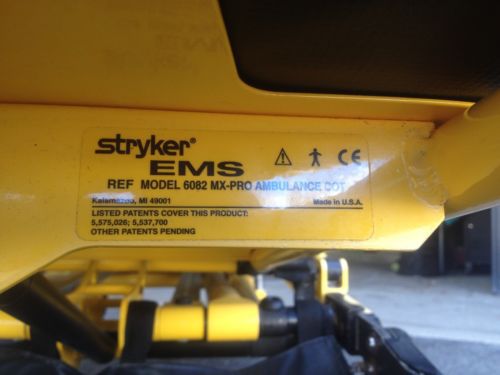 stryker®
EMS
REF MODEL 6082 MX-PRO AMBULANCE COT
Kalamazoo, MI 49001 Made in U.S.A.
LISTED PATENTS COVER THIS PRODUCT:
5,575,026; 5,537,700
OTHER PATENTS PENDING
CE